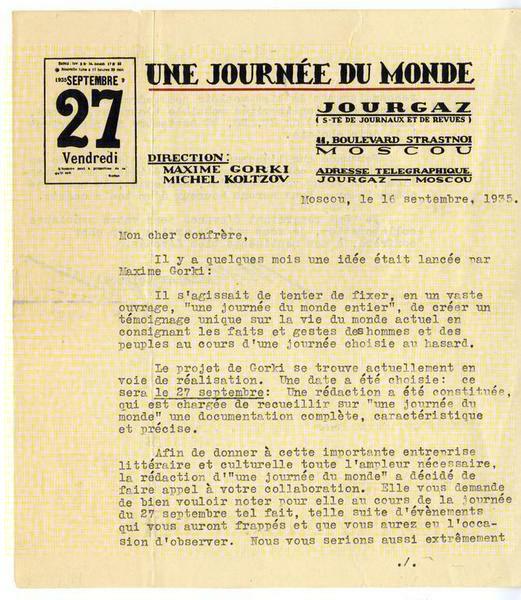 1935 SEPTEMBRE 9
27
Vendredi
UNE JOURNÉE DU MONDE
JOURGAZ
(S-TÉ DE JOURNAUX ET DE REVUES)
11, BOULEVARD STRASTNOI
MOSCOU
DIRECTION:
MAXIME GORKI
MICHEL KOLTZOV
ADRESSE TELEGRAPHIQUE
JOURGAZ — MOSCOU
Moscou, le 16 septembre, 1935.
Mon cher confrère,
Il y a quelques mois une idée était lancée par
Maxime Gorki:
Il s'agissait de tenter de fixer, en un vaste
ouvrage, "une journée du monde entier", de créer un
témoignage unique sur la vie du monde actuel en
consignant les faits et gestes des hommes et des
peuples au cours d'une journée choisie au hasard.
Le projet de Gorki se trouve actuellement en
voie de réalisation. Une date a été choisie: ce
sera le 27 septembre: Une rédaction a été constituée,
qui est chargée de recueillir sur "une journée du
monde" une documentation complète, caractéristique
et précise.
Afin de donner à cette importante entreprise
littéraire et culturelle toute l'ampleur nécessaire,
la rédaction d'"une journée du monde" a décidé de
faire appel à votre collaboration. Elle vous demande
de bien vouloir noter pour elle au cours de la journée
du 27 septembre tel fait, telle suite d'évènements
qui vous auront frappés et que vous aurez eu l'occa-
sion d'observer. Nous vous serions aussi extrêmement
./.